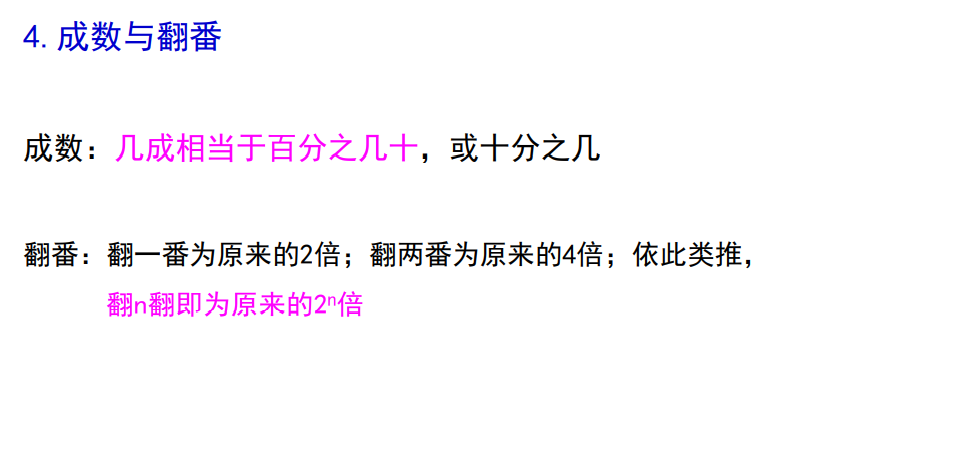 4. 成数与翻番
成数：几成相当于百分之几十，或十分之几
翻番：翻一番为原来的2倍；翻两番为原来的4倍；依此类推，
翻n翻即为原来的2ⁿ倍